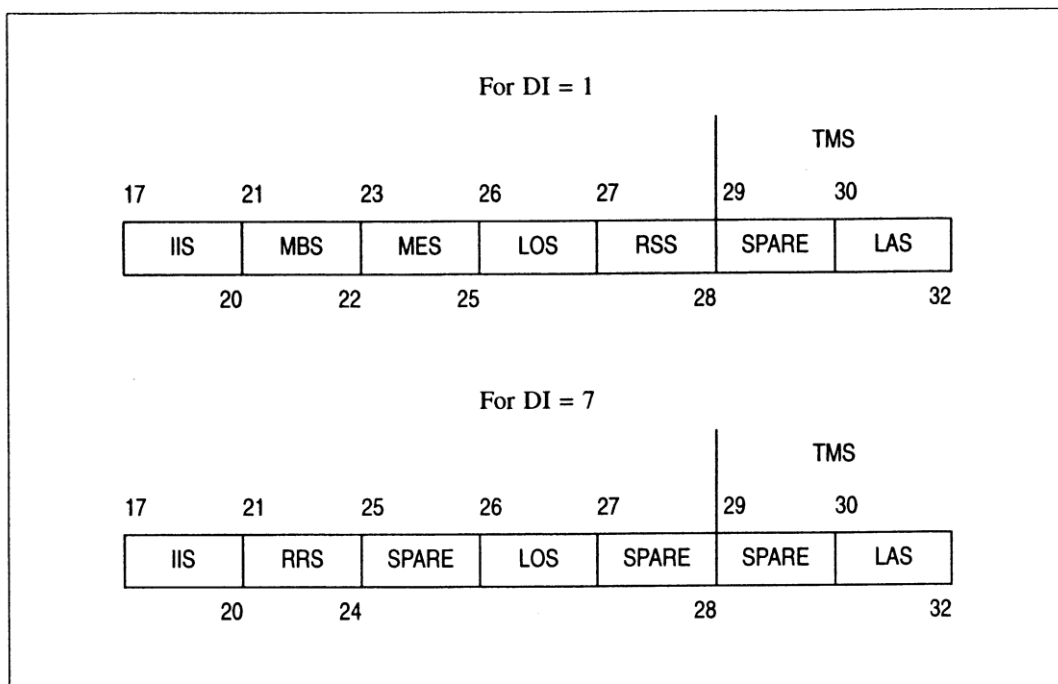 For DI = 1
TMS
17 21 23 26 27 29 30
IIS MBS MES LOS RSS SPARE LAS
20 22 25 28 32
For DI = 7
TMS
17 21 25 26 27 29 30
IIS RRS SPARE LOS SPARE SPARE LAS
20 24 28 32